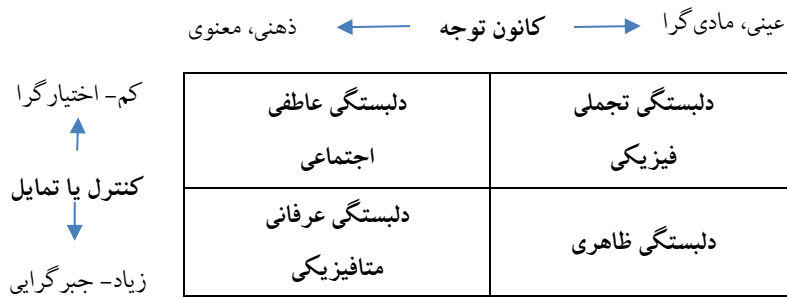 عینی، مادی‌گرا کانون توجه ذهنی، معنوی
کم- اختیارگرا
کنترل یا تمایل
زیاد- جبرگرایی
دلبستگی تجملی
فیزیکی
دلبستگی عاطفی
اجتماعی
دلبستگی ظاهری
دلبستگی عرفانی
متافیزیکی